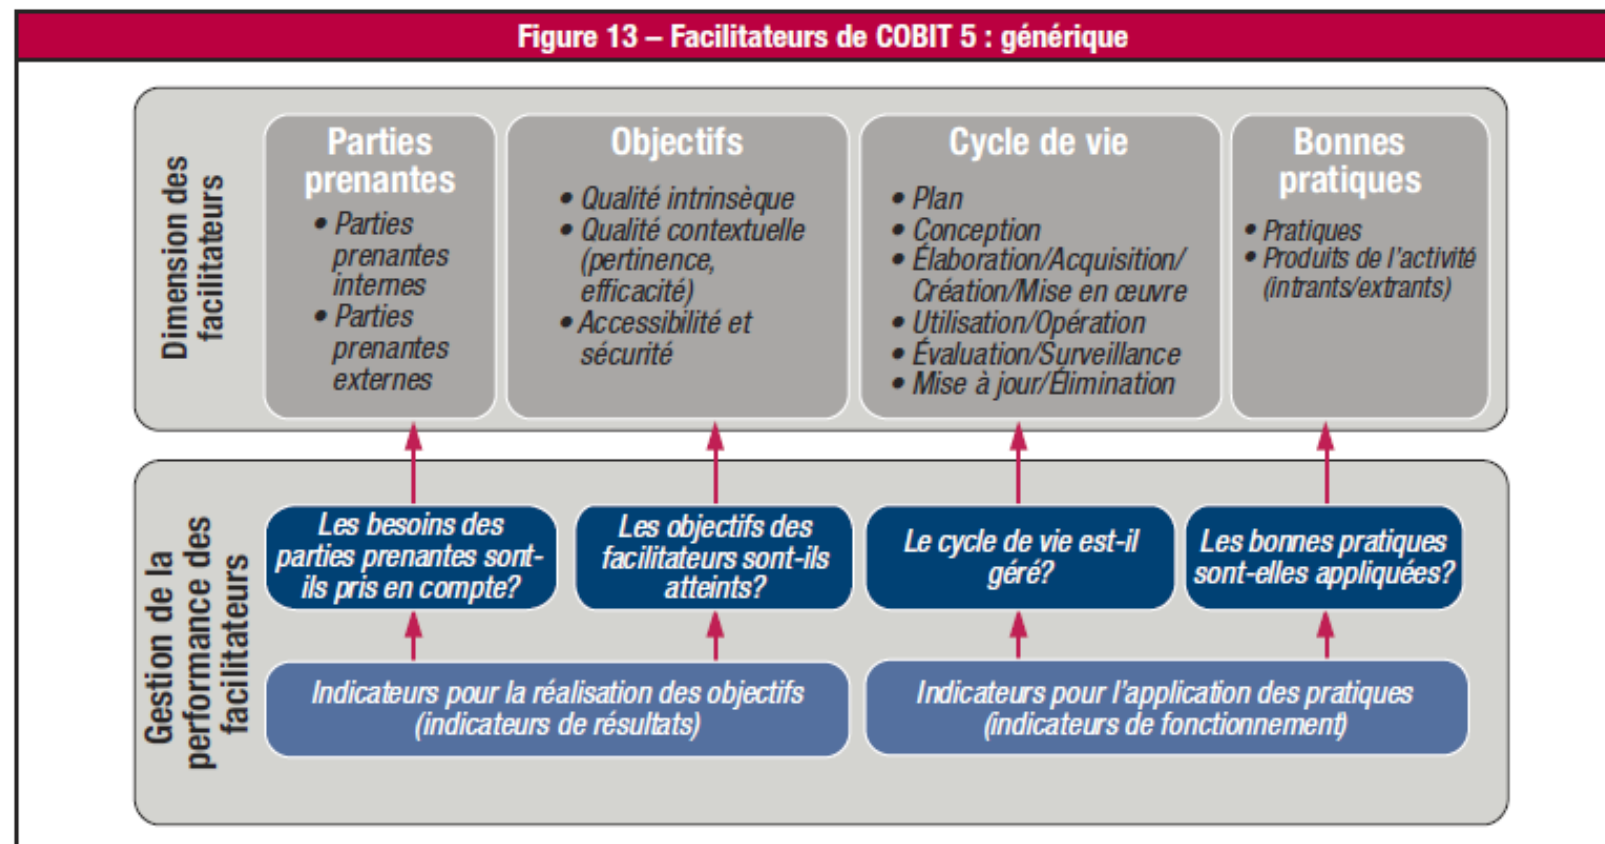 Figure 13 – Facilitateurs de COBIT 5 : générique
Dimension des
facilitateurs
Parties
prenantes
• Parties
prenantes
internes
• Parties
prenantes
externes
Objectifs
• Qualité intrinsèque
• Qualité contextuelle
(pertinence,
efficacité)
• Accessibilité et
sécurité
Cycle de vie
• Plan
• Conception
• Élaboration/Acquisition/
Création/Mise en œuvre
• Utilisation/Opération
• Évaluation/Surveillance
• Mise à jour/Élimination
Bonnes
pratiques
• Pratiques
• Produits de l’activité
(intrants/extrants)
Gestion de la
performance des
facilitateurs
Les besoins des
parties prenantes sont-
ils pris en compte?
Les objectifs des
facilitateurs sont-ils
atteints?
Le cycle de vie est-il
géré?
Les bonnes pratiques
sont-elles appliquées?
Indicateurs pour la réalisation des objectifs
(indicateurs de résultats)
Indicateurs pour l’application des pratiques
(indicateurs de fonctionnement)